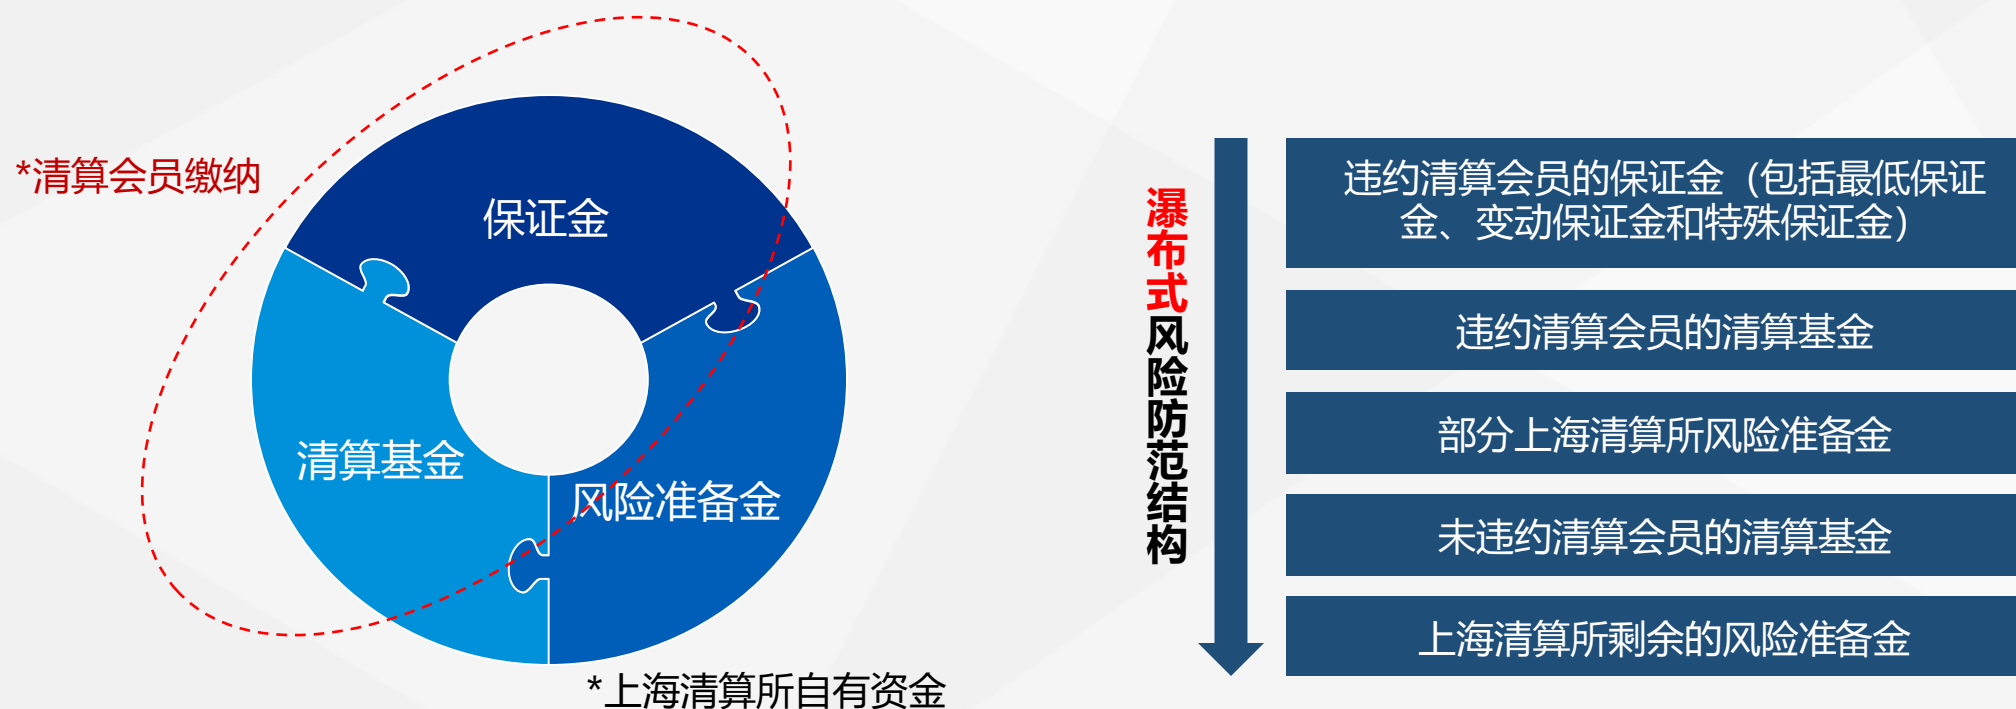 *清算会员缴纳
保证金
清算基金
风险准备金
*上海清算所自有资金
瀑布式风险防范结构
违约清算会员的保证金（包括最低保证
金、变动保证金和特殊保证金）
违约清算会员的清算基金
部分上海清算所风险准备金
未违约清算会员的清算基金
上海清算所剩余的风险准备金